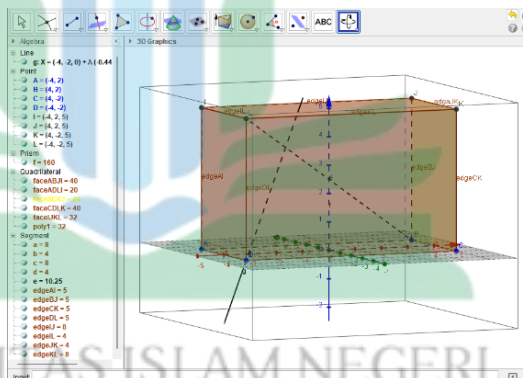 ABC
Algebra
3D Graphics
Line
g: X = (-4, -2, 0) + λ (-0.44
Point
A = (-4, 2)
B = (4, 2)
C = (4, -2)
D = (-4, -2)
I = (-4, 2, 5)
J = (4, 2, 5)
K = (4, -2, 5)
L = (-4, -2, 5)
Prism
f = 160
Quadrilateral
faceABJI = 40
faceADLI = 20
faceCDLK = 40
faceIJKL = 32
poly1 = 32
Segment
a = 8
b = 4
c = 8
d = 4
e = 10.25
edgeAI = 5
edgeBJ = 5
edgeCK = 5
edgeDL = 5
edgeIJ = 8
edgeIL = 4
edgeJK = 4
edgeKL = 8
edgeAI
edgeDL
edgeBJ
edgeCK
K
TAS ISLAM NEGERI
Input: